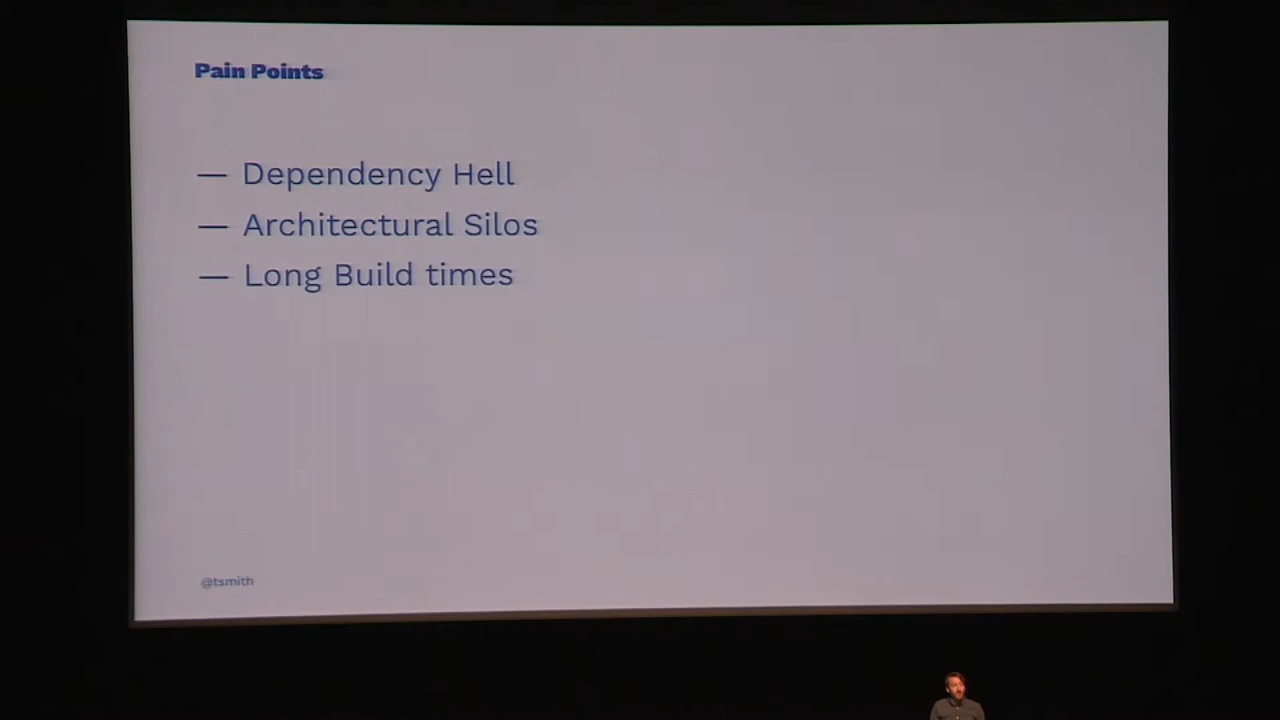 Pain Points
— Dependency Hell
— Architectural Silos
— Long Build times
@tsmith